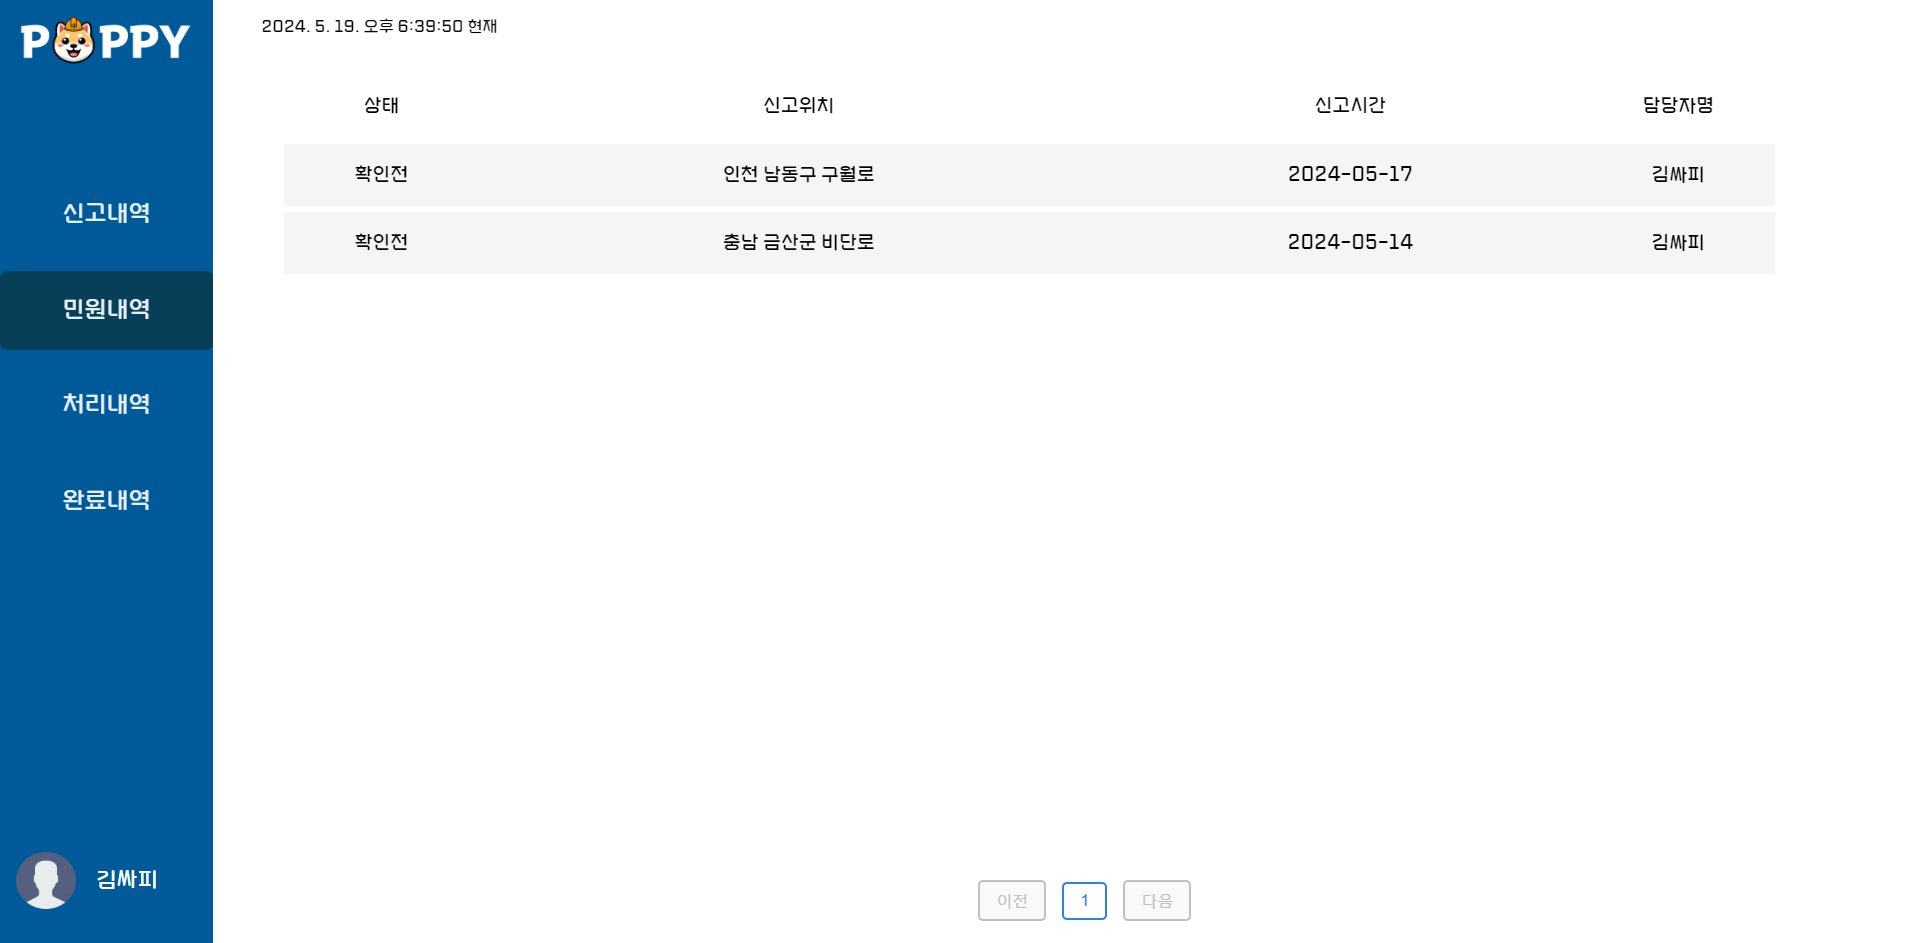 POPPY
2024. 5. 19. 오후 6:39:50 현재
상태 신고위치 신고시간 담당자명
확인전 인천 남동구 구월로 2024-05-17 김싸피
확인전 충남 금산군 비단로 2024-05-14 김싸피
신고내역
민원내역
처리내역
완료내역
김싸피
이전 1 다음